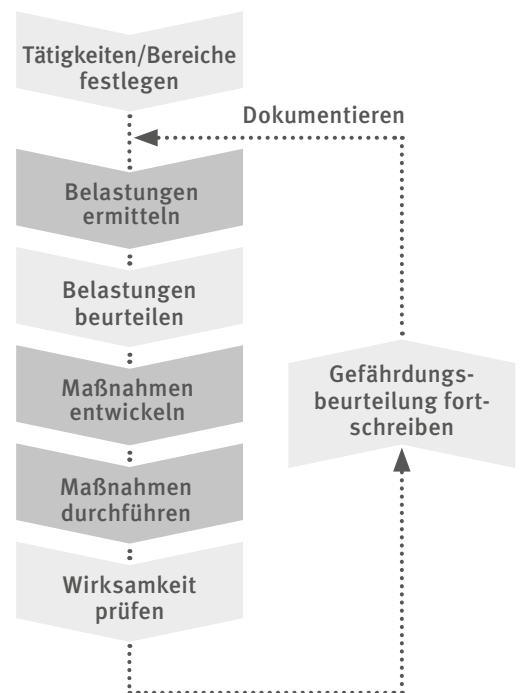 Tätigkeiten/Bereiche
festlegen
Dokumentieren
Belastungen
ermitteln
Belastungen
beurteilen
Maßnahmen
entwickeln
Maßnahmen
durchführen
Wirksamkeit
prüfen
Gefährdungs-
beurteilung fort-
schreiben